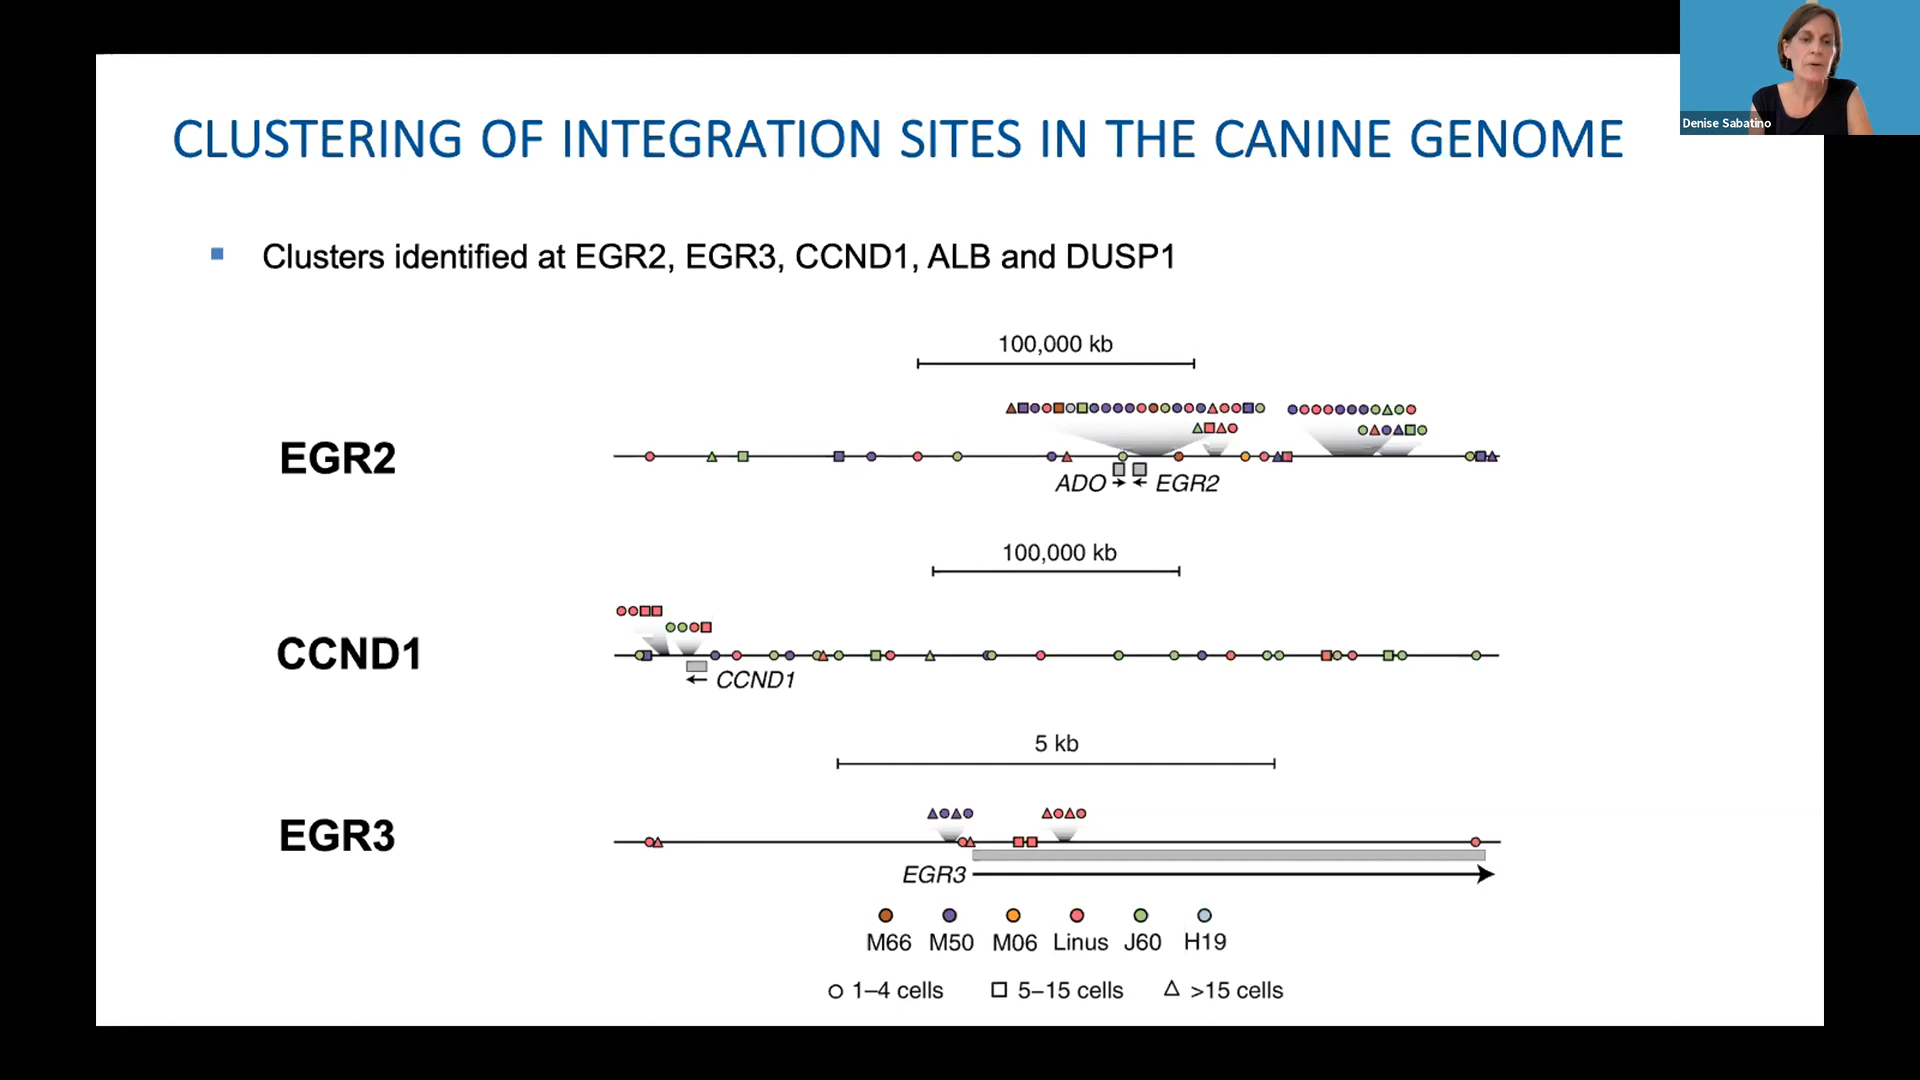 Denise Sabatino
CLUSTERING OF INTEGRATION SITES IN THE CANINE GENOME
Clusters identified at EGR2, EGR3, CCND1, ALB and DUSP1
100,000 kb
EGR2
ADO EGR2
100,000 kb
CCND1
CCND1
5 kb
EGR3
EGR3
M66 M50 M06 Linus J60 H19
1–4 cells 5–15 cells >15 cells